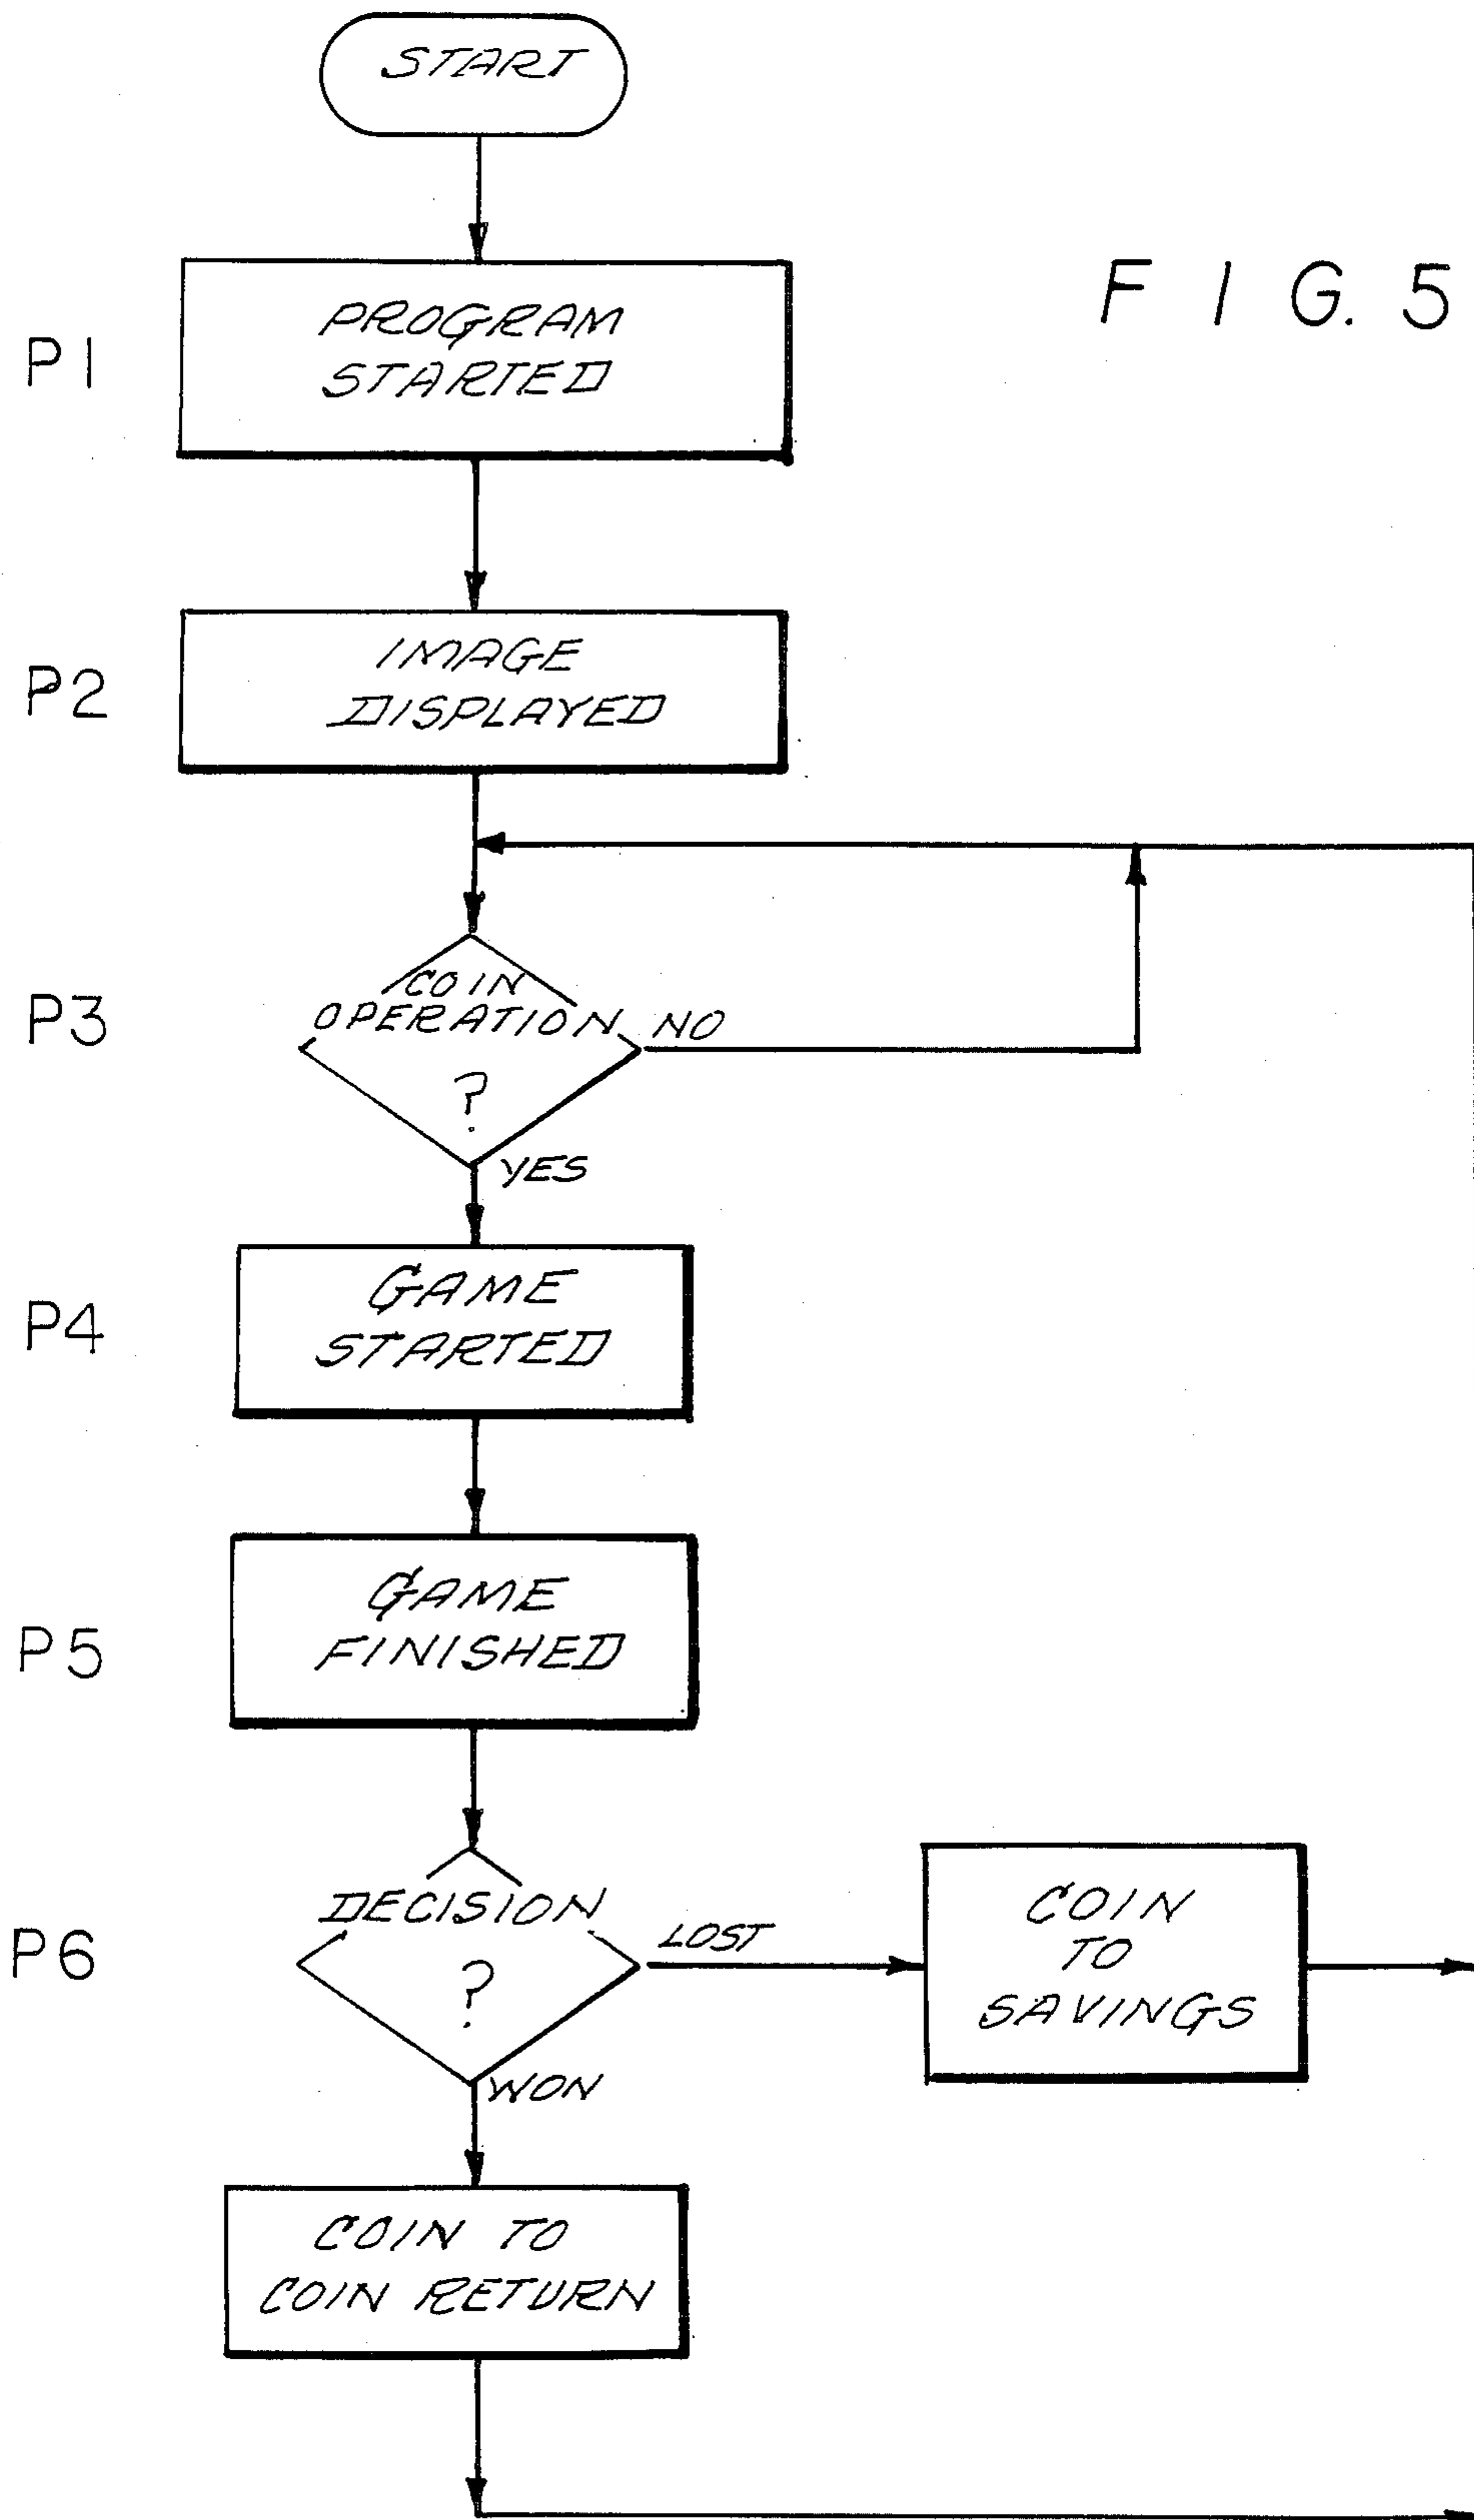 START
FIG. 5
P1
PROGRAM
STARTED
P2
IMAGE
DISPLAYED
P3
COIN
OPERATION
?
NO
YES
P4
GAME
STARTED
P5
GAME
FINISHED
P6
DECISION
?
LOST
COIN
TO
SAVINGS
WON
COIN TO
COIN RETURN